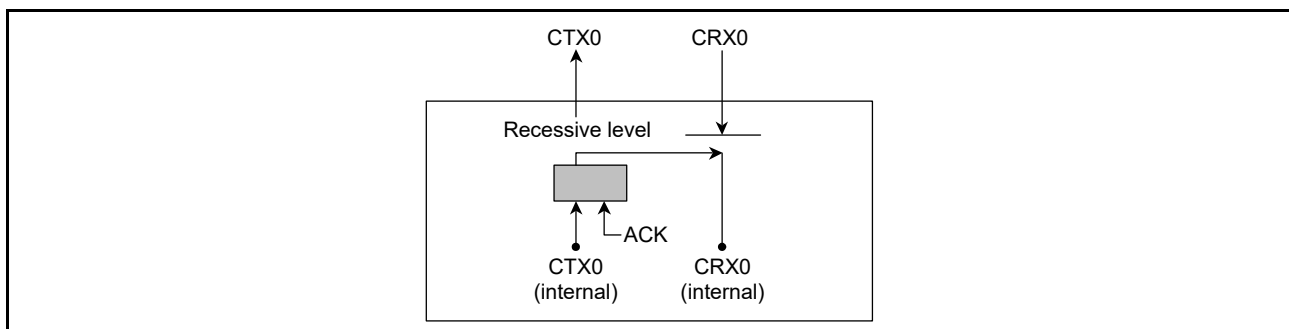 CTX0 CRX0
Recessive level
ACK
CTX0 CRX0
(internal) (internal)